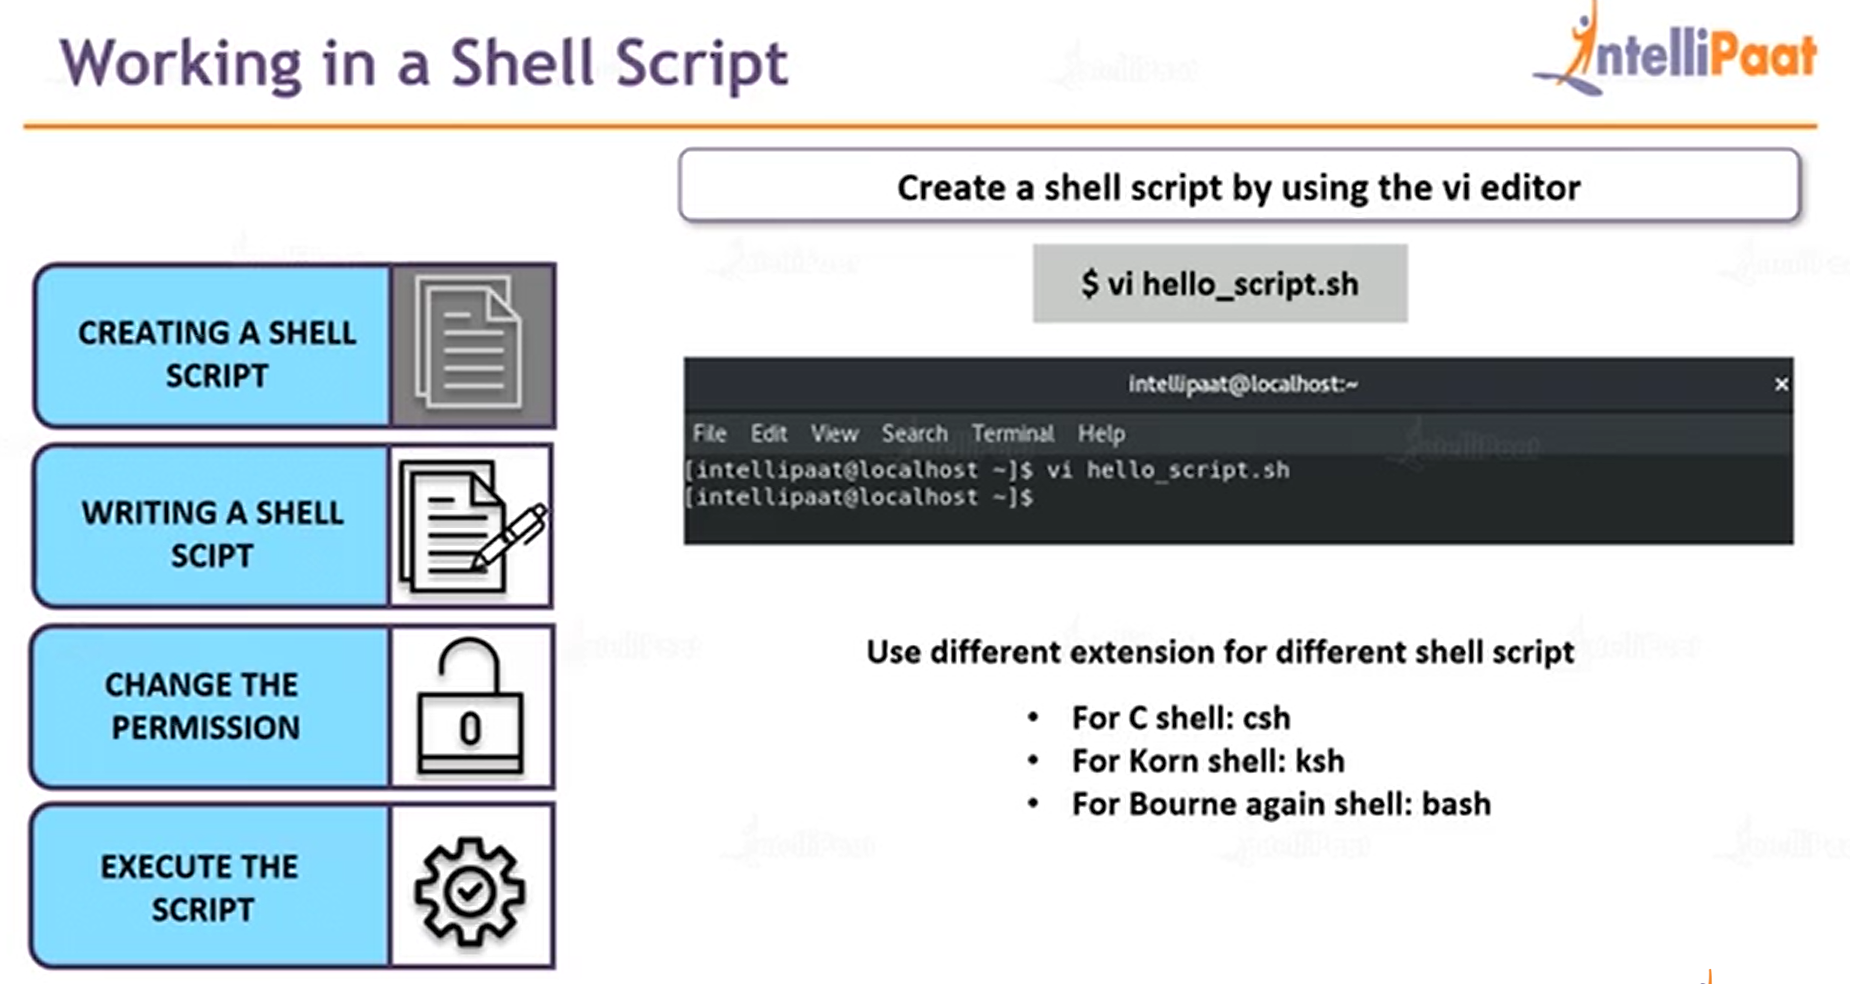 Working in a Shell Script
IntelliPaat
Create a shell script by using the vi editor
$ vi hello_script.sh
CREATING A SHELL
SCRIPT
WRITING A SHELL
SCIPT
CHANGE THE
PERMISSION
EXECUTE THE
SCRIPT
intellipaat@localhost:~ ×
File Edit View Search Terminal Help
[intellipaat@localhost ~]$ vi hello_script.sh
[intellipaat@localhost ~]$
Use different extension for different shell script
• For C shell: csh
• For Korn shell: ksh
• For Bourne again shell: bash